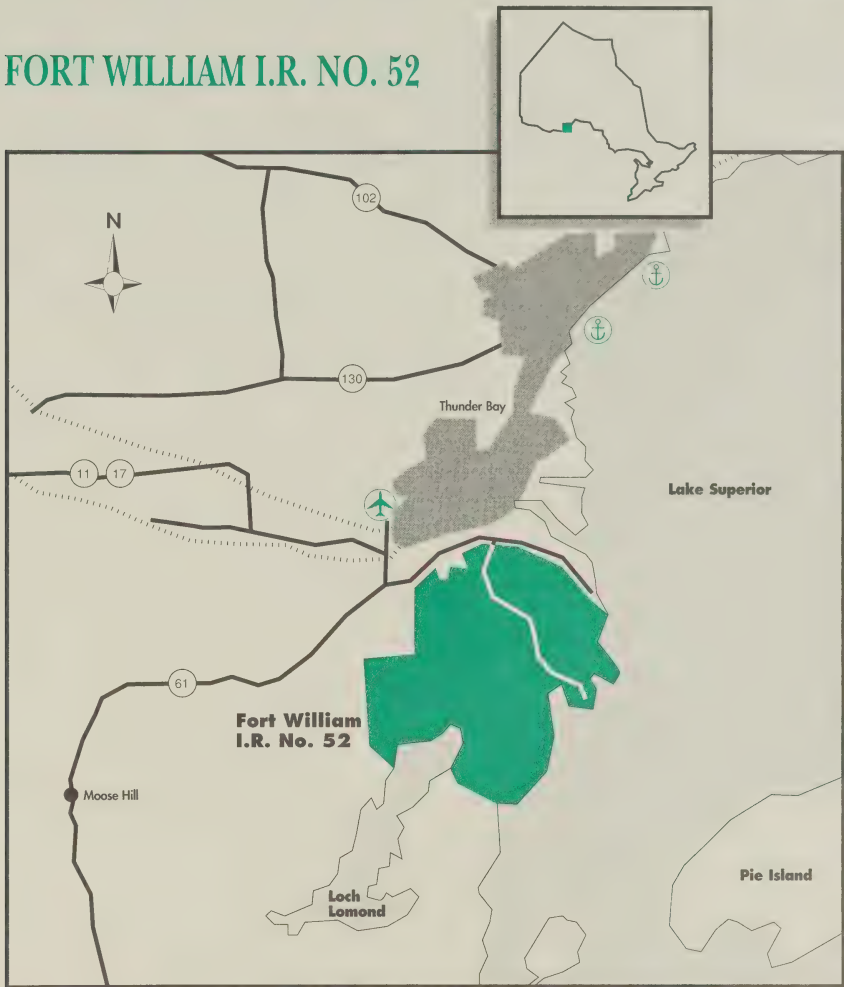 FORT WILLIAM I.R. NO. 52
102
N
130
Thunder Bay
11
17
Lake Superior
61
Fort William
I.R. No. 52
Moose Hill
Pie Island
Loch
Lomond